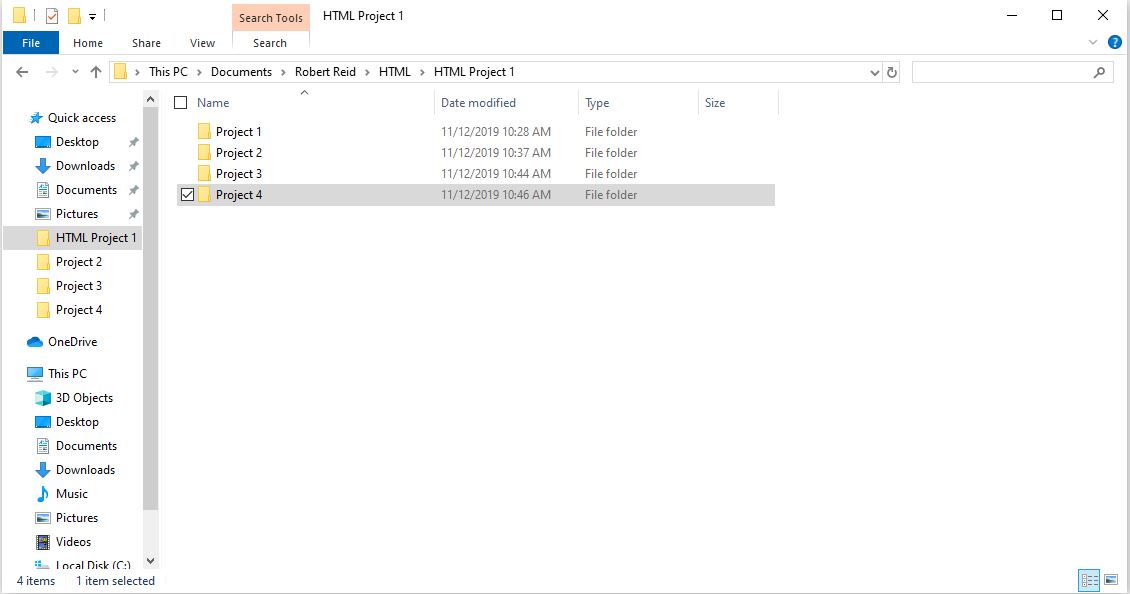 Search Tools HTML Project 1
File Home Share View Search
This PC Documents Robert Reid HTML HTML Project 1
Name Date modified Type Size
Project 1 11/12/2019 10:28 AM File folder
Project 2 11/12/2019 10:37 AM File folder
Project 3 11/12/2019 10:44 AM File folder
Project 4 11/12/2019 10:46 AM File folder
Quick access
Desktop
Downloads
Documents
Pictures
HTML Project 1
Project 2
Project 3
Project 4
OneDrive
This PC
3D Objects
Desktop
Documents
Downloads
Music
Pictures
Videos
Local Disk (C:)
4 items 1 item selected